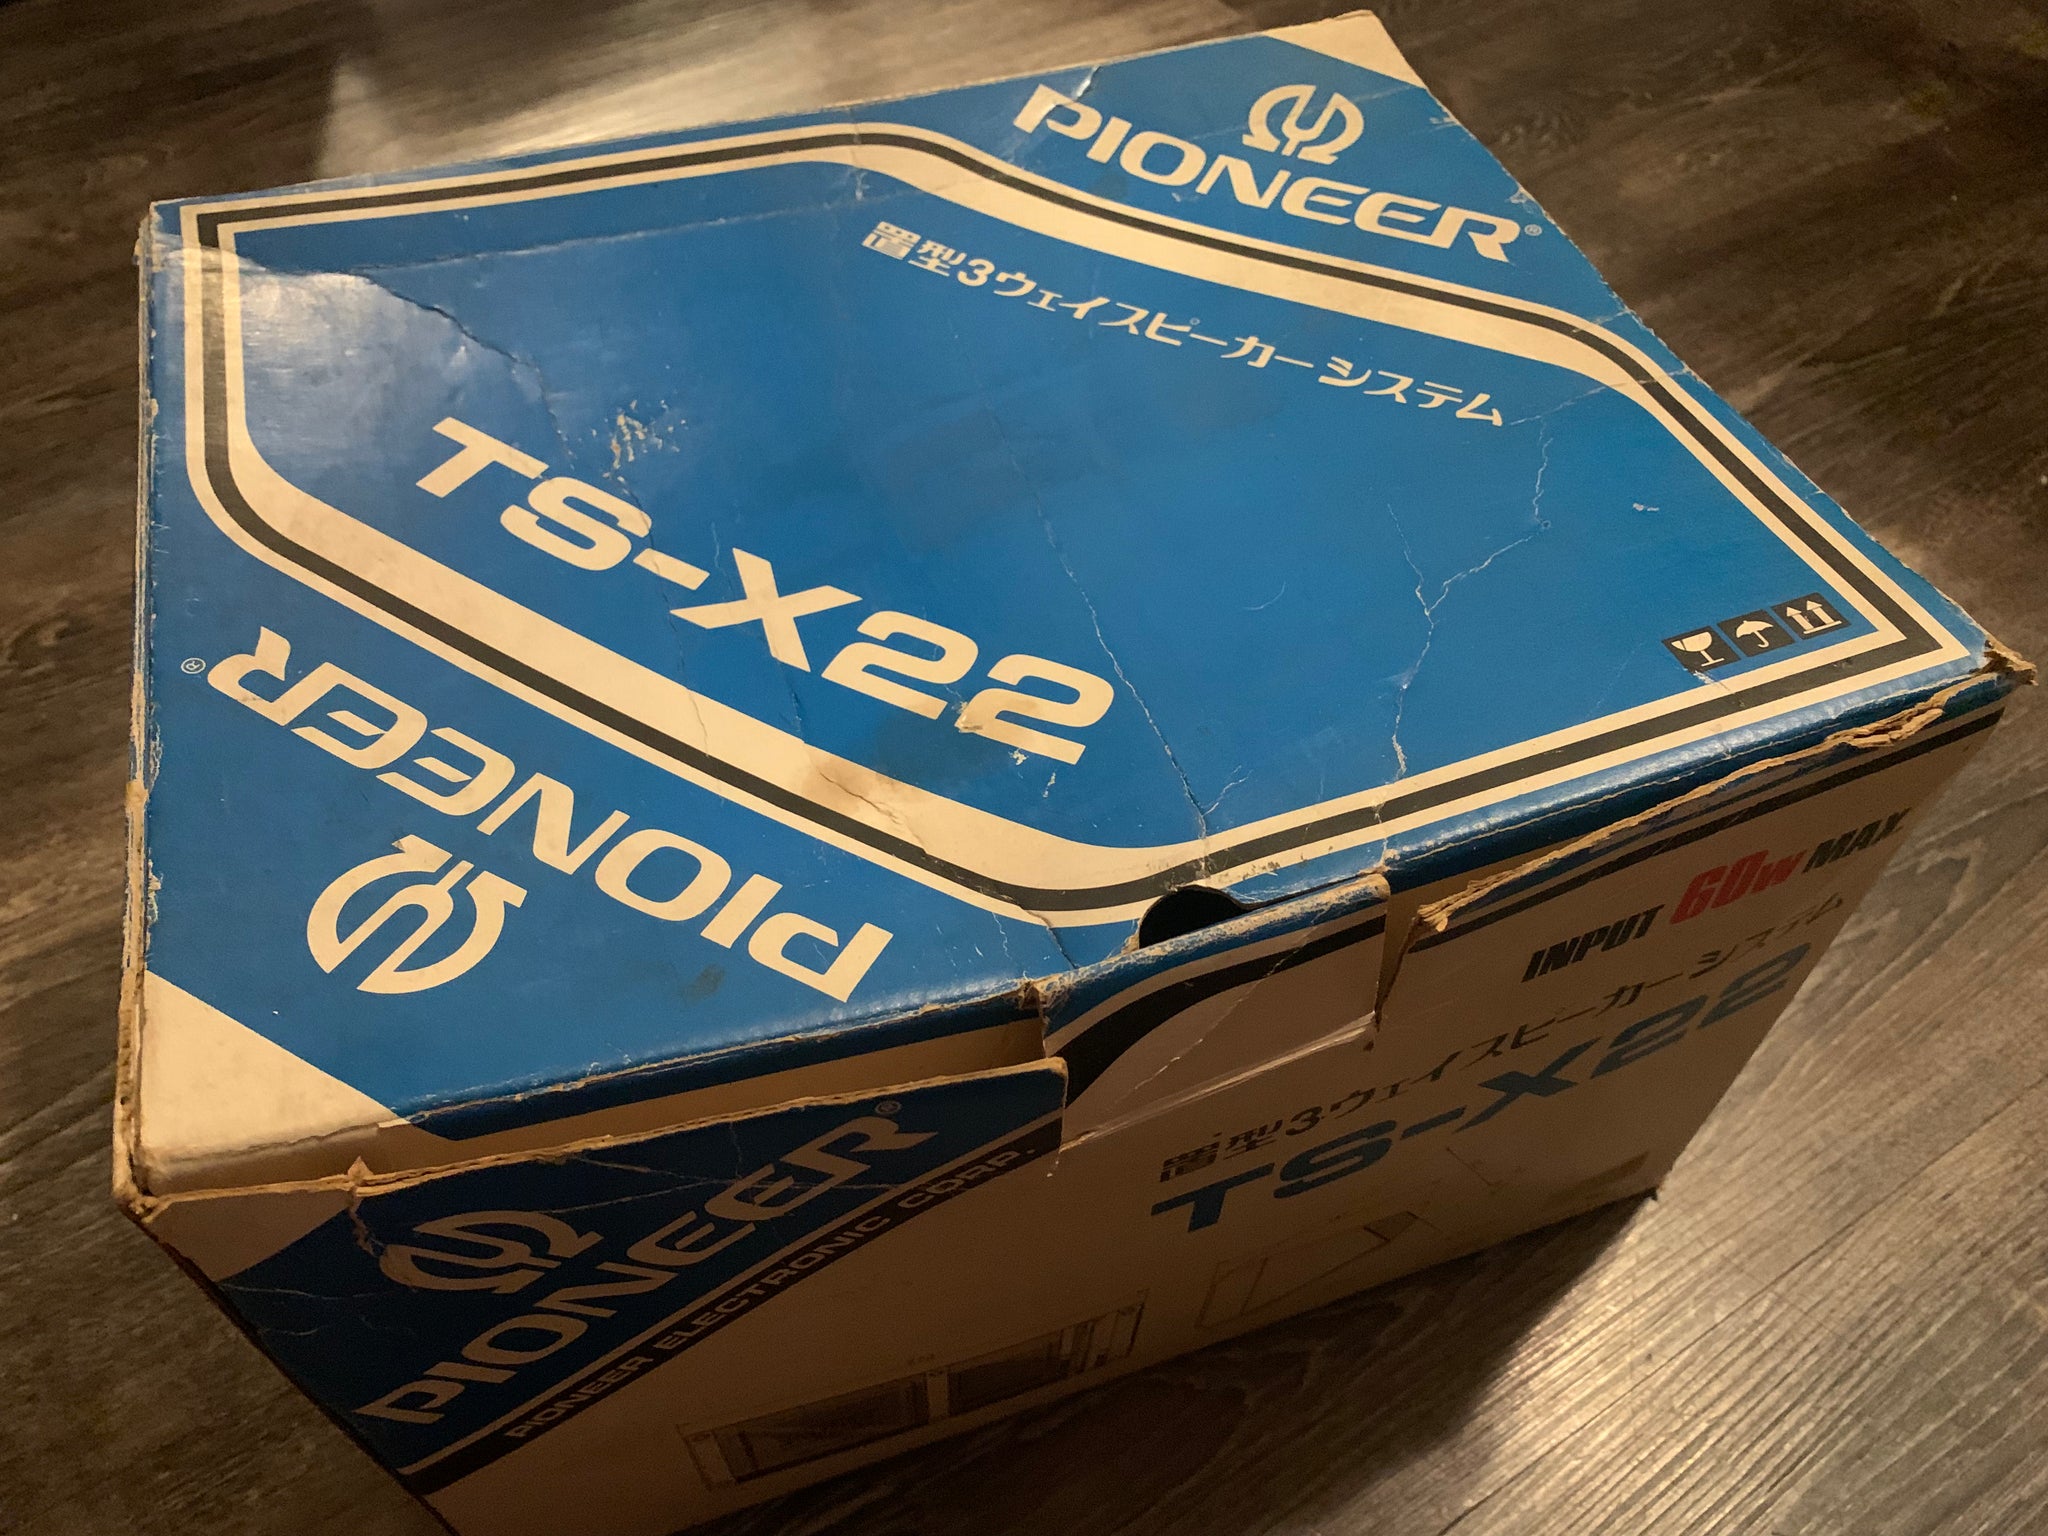 PIONEER®
置型3ウェイスピーカーシステム
TS-X22
PIONEER®
INPUT 60W MAX
置型3ウェイスピーカーシステム
TS-X22
PIONEER®
PIONEER ELECTRONIC CORP.